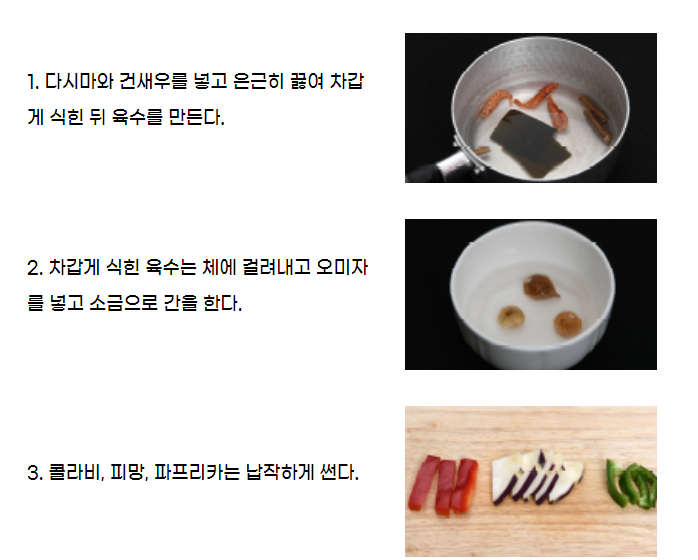 1. 다시마와 건새우를 넣고 은근히 끓여 차갑
게 식힌 뒤 육수를 만든다.
2. 차갑게 식힌 육수는 체에 걸려내고 오미자
를 넣고 소금으로 간을 한다.
3. 콜라비, 피망, 파프리카는 납작하게 썬다.